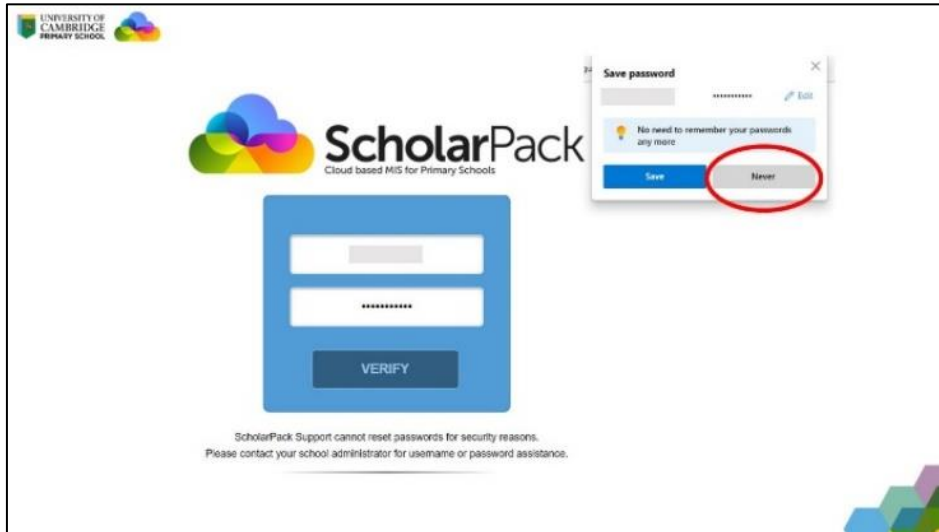 UNIVERSITY OF
CAMBRIDGE
PRIMARY SCHOOL
Save password
••••••••••• Edit
No need to remember your passwords
any more
Save Never
ScholarPack
Cloud based MIS for Primary Schools
•••••••••••
VERIFY
ScholarPack Support cannot reset passwords for security reasons.
Please contact your school administrator for username or password assistance.